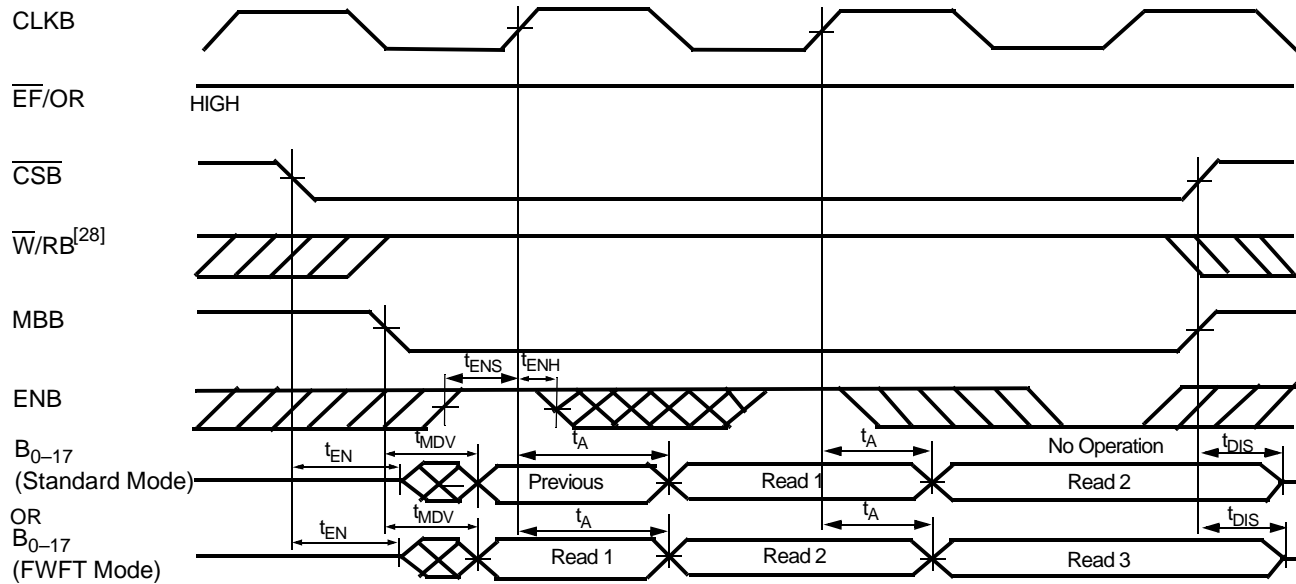 CLKB
EF/OR
HIGH
CSB
W/RB[28]
MBB
tENS tENH
ENB
tMDV tA tA No Operation
B0–17 tEN tDIS
(Standard Mode) Previous Read 1 Read 2
OR tMDV tA tA
B0–17 tEN tDIS
(FWFT Mode) Read 1 Read 2 Read 3